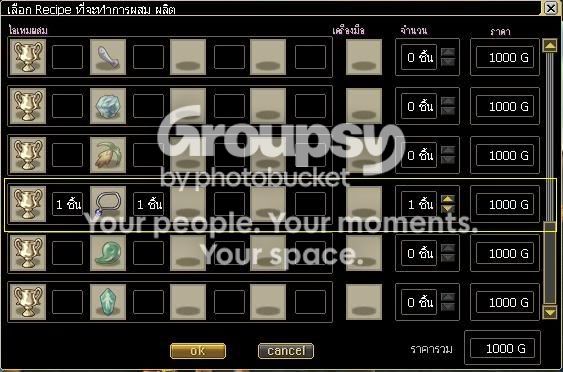 เลือก Recipe ที่จะทำการผสม ผลิต
ไอเทมผสม เครื่องมือ จำนวน ราคา
0 ชิ้น 1000 G
0 ชิ้น 1000 G
0 ชิ้น 1000 G
1 ชิ้น 1 ชิ้น 1 ชิ้น 1000 G
0 ชิ้น 1000 G
0 ชิ้น 1000 G
ok cancel ราคารวม 1000 G
Groupsy
by photobucket
Your people. Your moments.
Your space.